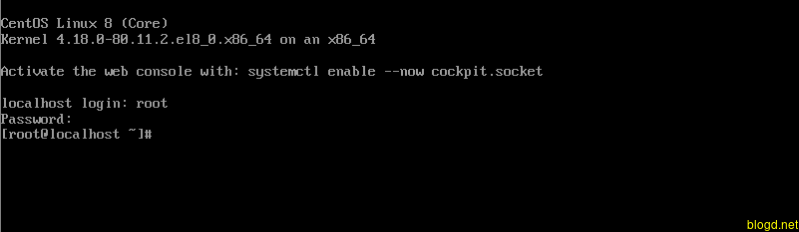 CentOS Linux 8 (Core)
Kernel 4.18.0-80.11.2.el8_0.x86_64 on an x86_64
Activate the web console with: systemctl enable --now cockpit.socket
localhost login: root
Password:
[root@localhost ~]#
blogd.net